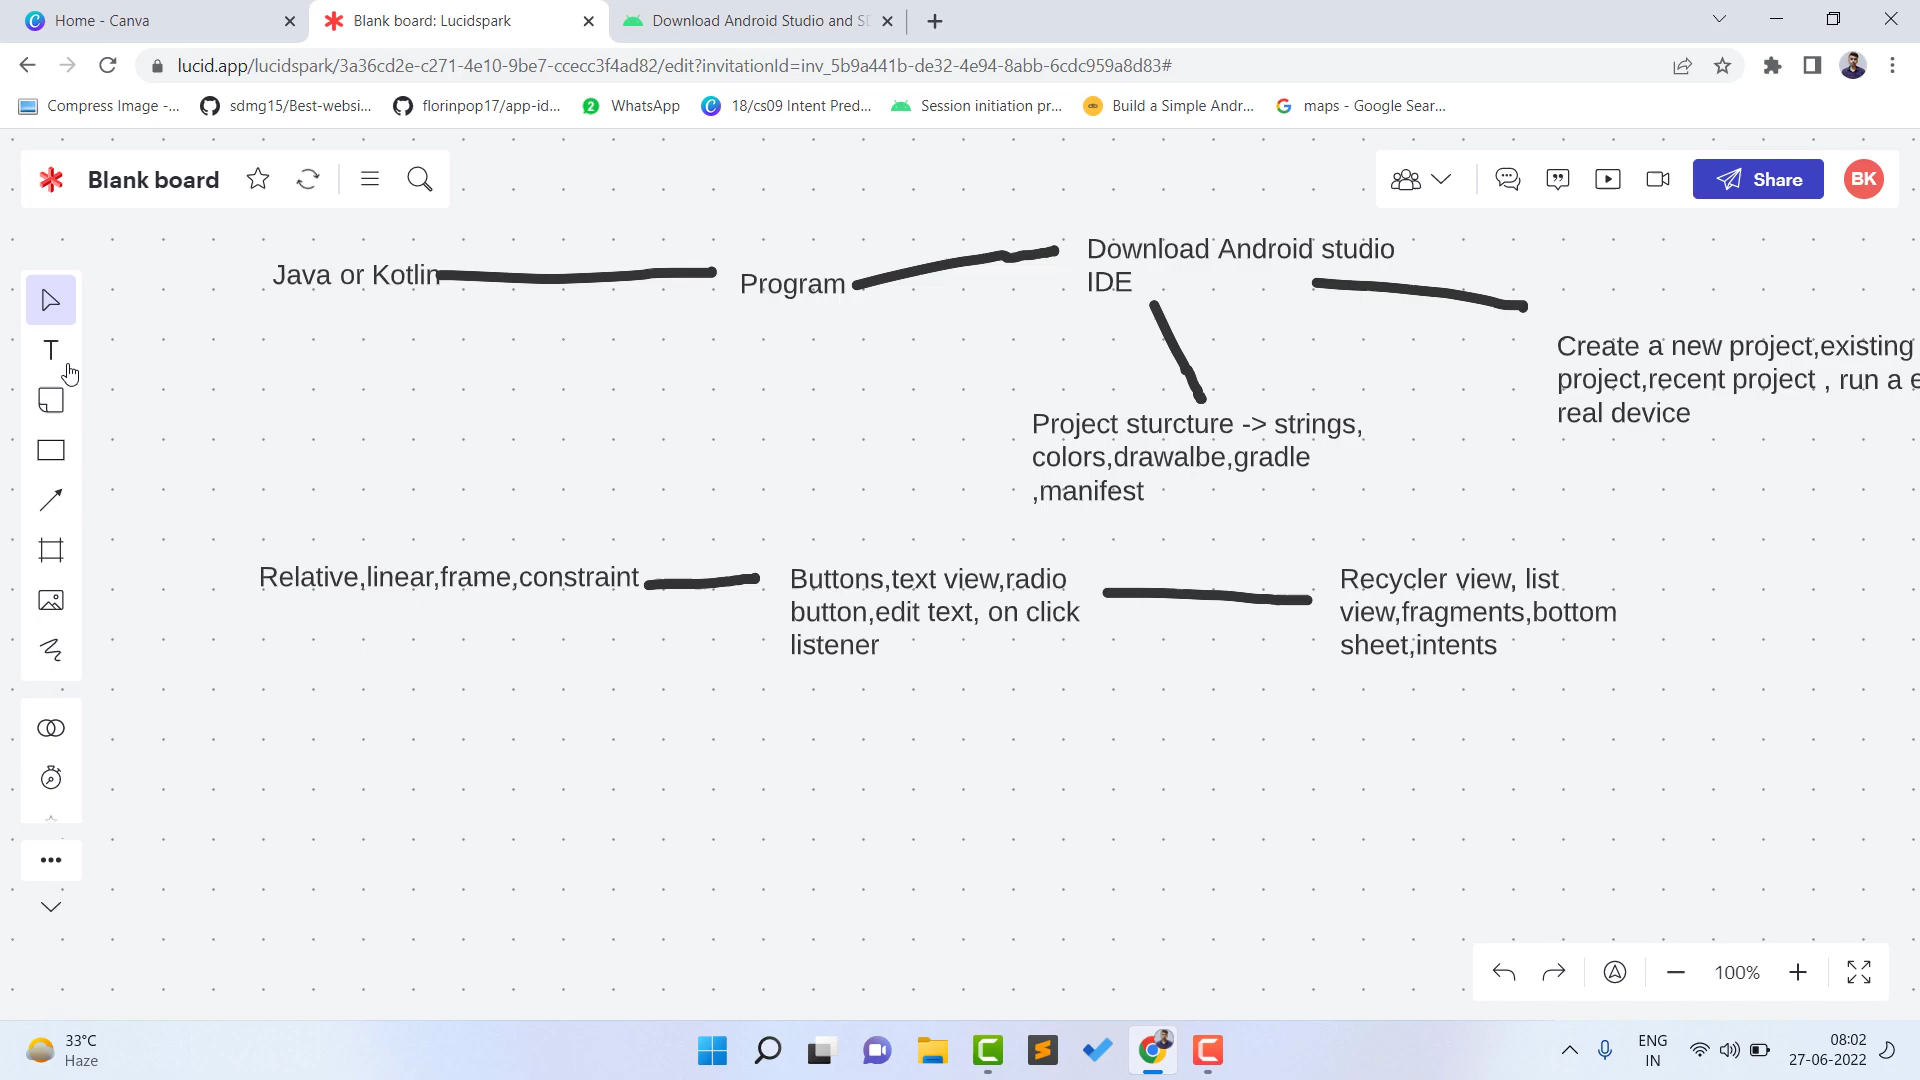 Home - Canva
Blank board: Lucidspark
Download Android Studio and S
lucid.app/lucidspark/3a36cd2e-c271-4e10-9be7-ccecc3f4ad82/edit?invitationId=inv_5b9a441b-de32-4e94-8abb-6cdc959a8d83#
Compress Image -...
sdmg15/Best-websi...
florinpop17/app-id...
WhatsApp
18/cs09 Intent Pred...
Session initiation pr...
Build a Simple Andr...
maps - Google Sear...
Blank board
Share
BK
Java or Kotlin
Program
Download Android studio
IDE
Create a new project,existing
project,recent project , run a e
real device
Project sturcture -> strings,
colors,drawalbe,gradle
,manifest
Relative,linear,frame,constraint
Buttons,text view,radio
button,edit text, on click
listener
Recycler view, list
view,fragments,bottom
sheet,intents
T
100%
33°C
Haze
ENG
IN
08:02
27-06-2022